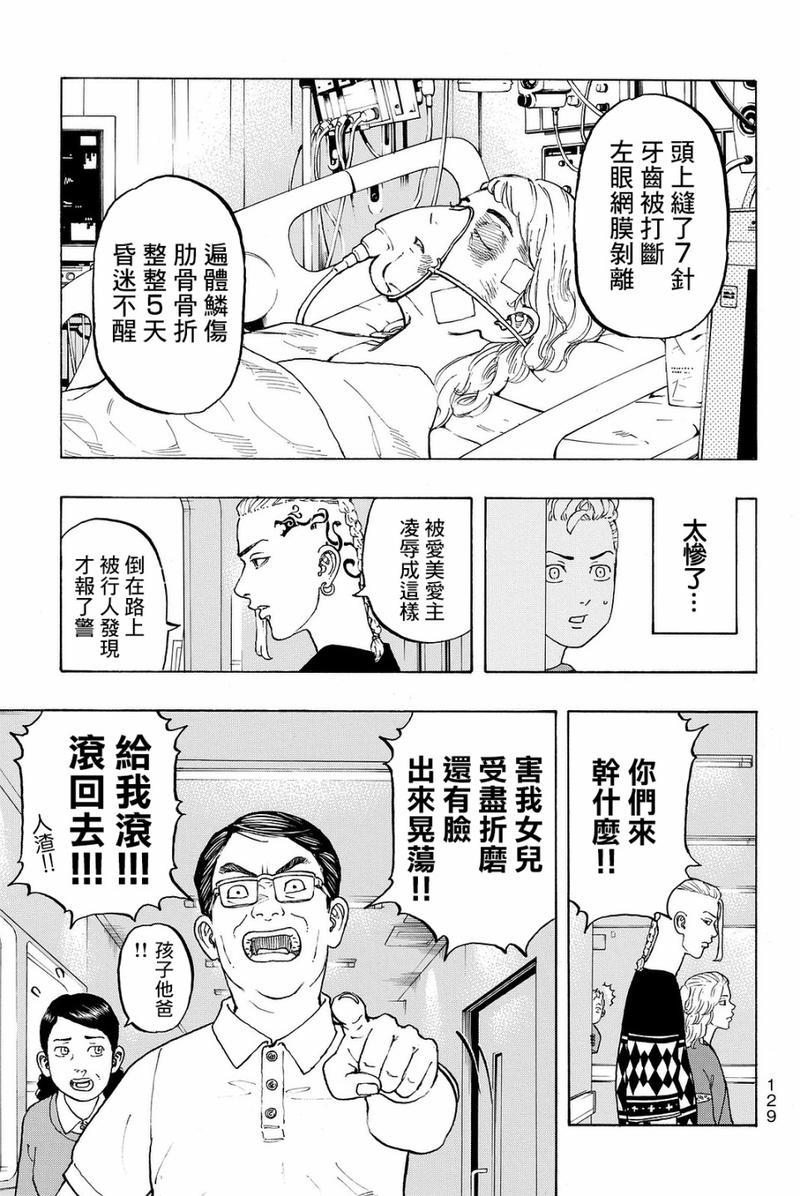 頭上縫了7針
牙齒被打斷
左眼網膜剝離
遍體鱗傷
肋骨骨折
整整5天
昏迷不醒
太慘了…
被愛美愛主
凌辱成這樣
倒在路上
被行人發現
才報了警
你們來
幹什麼!!
害我女兒
受盡折磨
還有臉
出來晃蕩!!
給我滾!!!
滾回去!!!
人渣!!
孩子他爸
!!
129